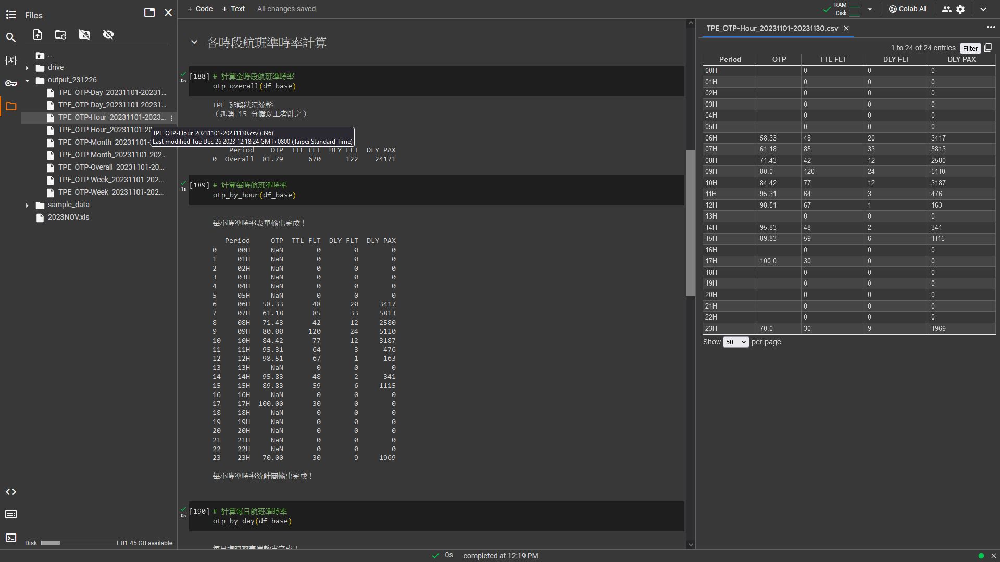 Files
..
drive
output_231226
TPE_OTP-Day_20231101-20231...
TPE_OTP-Day_20231101-20231...
TPE_OTP-Hour_20231101-2023...
TPE_OTP-Hour_20231101-20
TPE_OTP-Month_20231101-
TPE_OTP-Month_20231101-202...
TPE_OTP-Overall_20231101-20...
TPE_OTP-Week_20231101-202...
TPE_OTP-Week_20231101-202...
sample_data
2023NOV.xls
Disk 81.45 GB available
TPE_OTP-Hour_20231101-20231130.csv (396)
Last modified Tue Dec 26 2023 12:18:24 GMT+0800 (Taipei Standard Time)
+ Code + Text All changes saved
RAM
Disk
Colab AI
各時段航班準時率計算
[188] # 計算全時段航班準時率
0s
otp_overall(df_base)
TPE 延誤狀況統整
（延誤 15 分鐘以上者計之）
Period OTP TTL FLT DLY FLT DLY PAX
0 Overall 81.79 670 122 24171
[189] # 計算每時航班準時率
1s
otp_by_hour(df_base)
每小時準時率表單輸出完成！
Period OTP TTL FLT DLY FLT DLY PAX
0 00H NaN 0 0 0
1 01H NaN 0 0 0
2 02H NaN 0 0 0
3 03H NaN 0 0 0
4 04H NaN 0 0 0
5 05H NaN 0 0 0
6 06H 58.33 48 20 3417
7 07H 61.18 85 33 5813
8 08H 71.43 42 12 2580
9 09H 80.00 120 24 5110
10 10H 84.42 77 12 3187
11 11H 95.31 64 3 476
12 12H 98.51 67 1 163
13 13H NaN 0 0 0
14 14H 95.83 48 2 341
15 15H 89.83 59 6 1115
16 16H NaN 0 0 0
17 17H 100.00 30 0 0
18 18H NaN 0 0 0
19 19H NaN 0 0 0
20 20H NaN 0 0 0
21 21H NaN 0 0 0
22 22H NaN 0 0 0
23 23H 70.00 30 9 1969
每小時準時率統計圖輸出完成！
[190] # 計算每日航班準時率
0s
otp_by_day(df_base)
每日準時率表單輸出完成！
TPE_OTP-Hour_20231101-20231130.csv
1 to 24 of 24 entries Filter
Period OTP TTL FLT DLY FLT DLY PAX
00H 0 0 0
01H 0 0 0
02H 0 0 0
03H 0 0 0
04H 0 0 0
05H 0 0 0
06H 58.33 48 20 3417
07H 61.18 85 33 5813
08H 71.43 42 12 2580
09H 80.0 120 24 5110
10H 84.42 77 12 3187
11H 95.31 64 3 476
12H 98.51 67 1 163
13H 0 0 0
14H 95.83 48 2 341
15H 89.83 59 6 1115
16H 0 0 0
17H 100.0 30 0 0
18H 0 0 0
19H 0 0 0
20H 0 0 0
21H 0 0 0
22H 0 0 0
23H 70.0 30 9 1969
Show 50 per page
0s completed at 12:19 PM